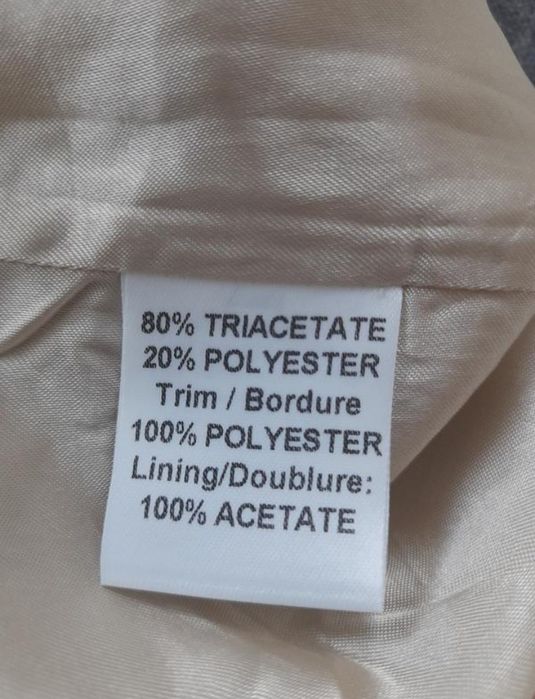 80% TRIACETATE
20% POLYESTER
Trim / Bordure
100% POLYESTER
Lining/Doublure:
100% ACETATE